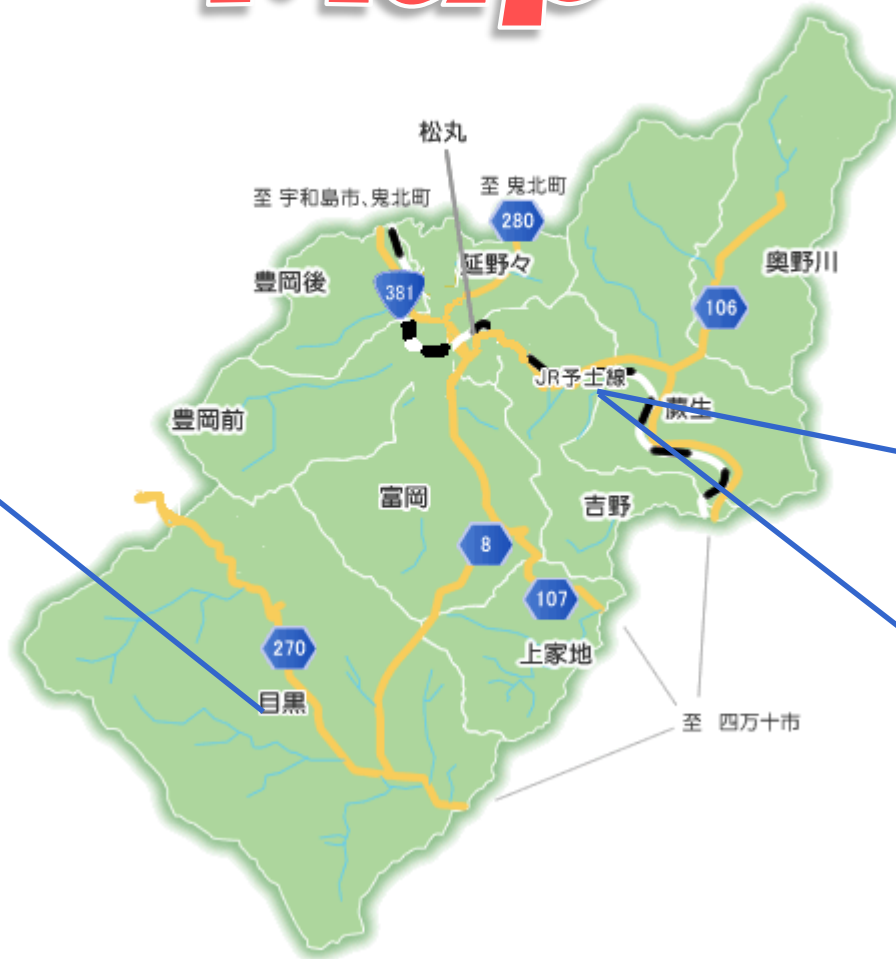 Map
松丸
至 宇和島市、鬼北町
至 鬼北町
280
延野々
奥野川
豊岡後
381
106
JR予土線
蕨生
豊岡前
富岡
吉野
8
107
270
上家地
目黒
至 四万十市